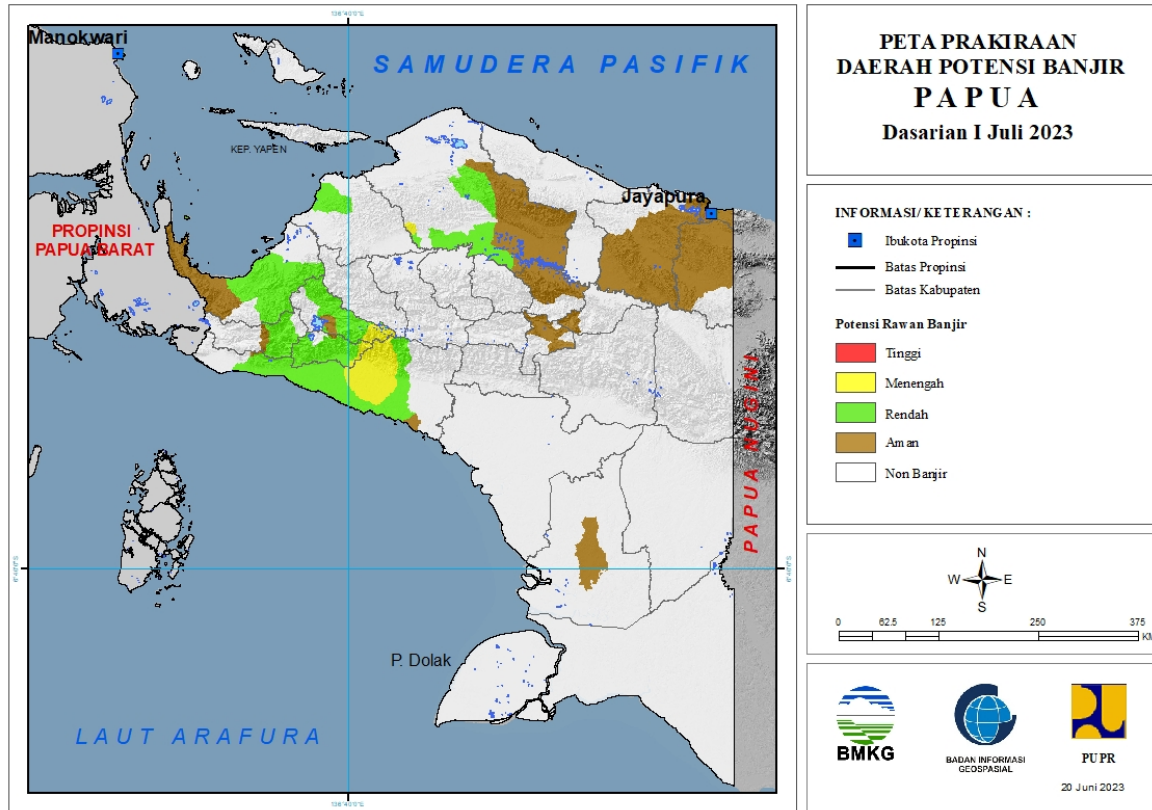 Manokwari
SAMUDERA PASIFIK
KEP. YAPEN
Jayapura
PROPINSI
PAPUA BARAT
PAPUA NUGINI
P. Dolak
LAUT ARAFURA
PETA PRAKIRAAN
DAERAH POTENSI BANJIR
PAPUA
Dasarian I Juli 2023
INFORMASI/ KETERANGAN :
Ibukota Propinsi
Batas Propinsi
Batas Kabupaten
Potensi Rawan Banjir
Tinggi
Menengah
Rendah
Aman
Non Banjir
N
W E
S
0 62.5 125 250 375
KM
BMKG
BADAN INFORMASI
GEOSPASIAL
PUPR
20 Juni 2023